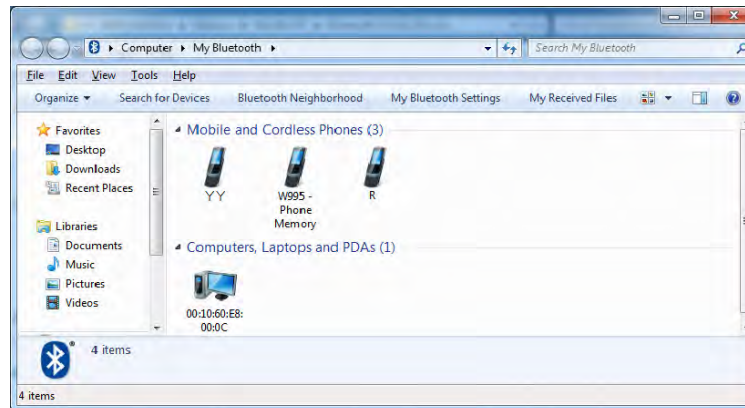 Computer ▸ My Bluetooth ▸
Search My Bluetooth
File Edit View Tools Help
Organize ▾ Search for Devices Bluetooth Neighborhood My Bluetooth Settings My Received Files
Favorites
Desktop
Downloads
Recent Places
Libraries
Documents
Music
Pictures
Videos
Mobile and Cordless Phones (3)
YY
W995 -
Phone
Memory
R
Computers, Laptops and PDAs (1)
00:10:60:E8:
00:0C
4 items
4 items